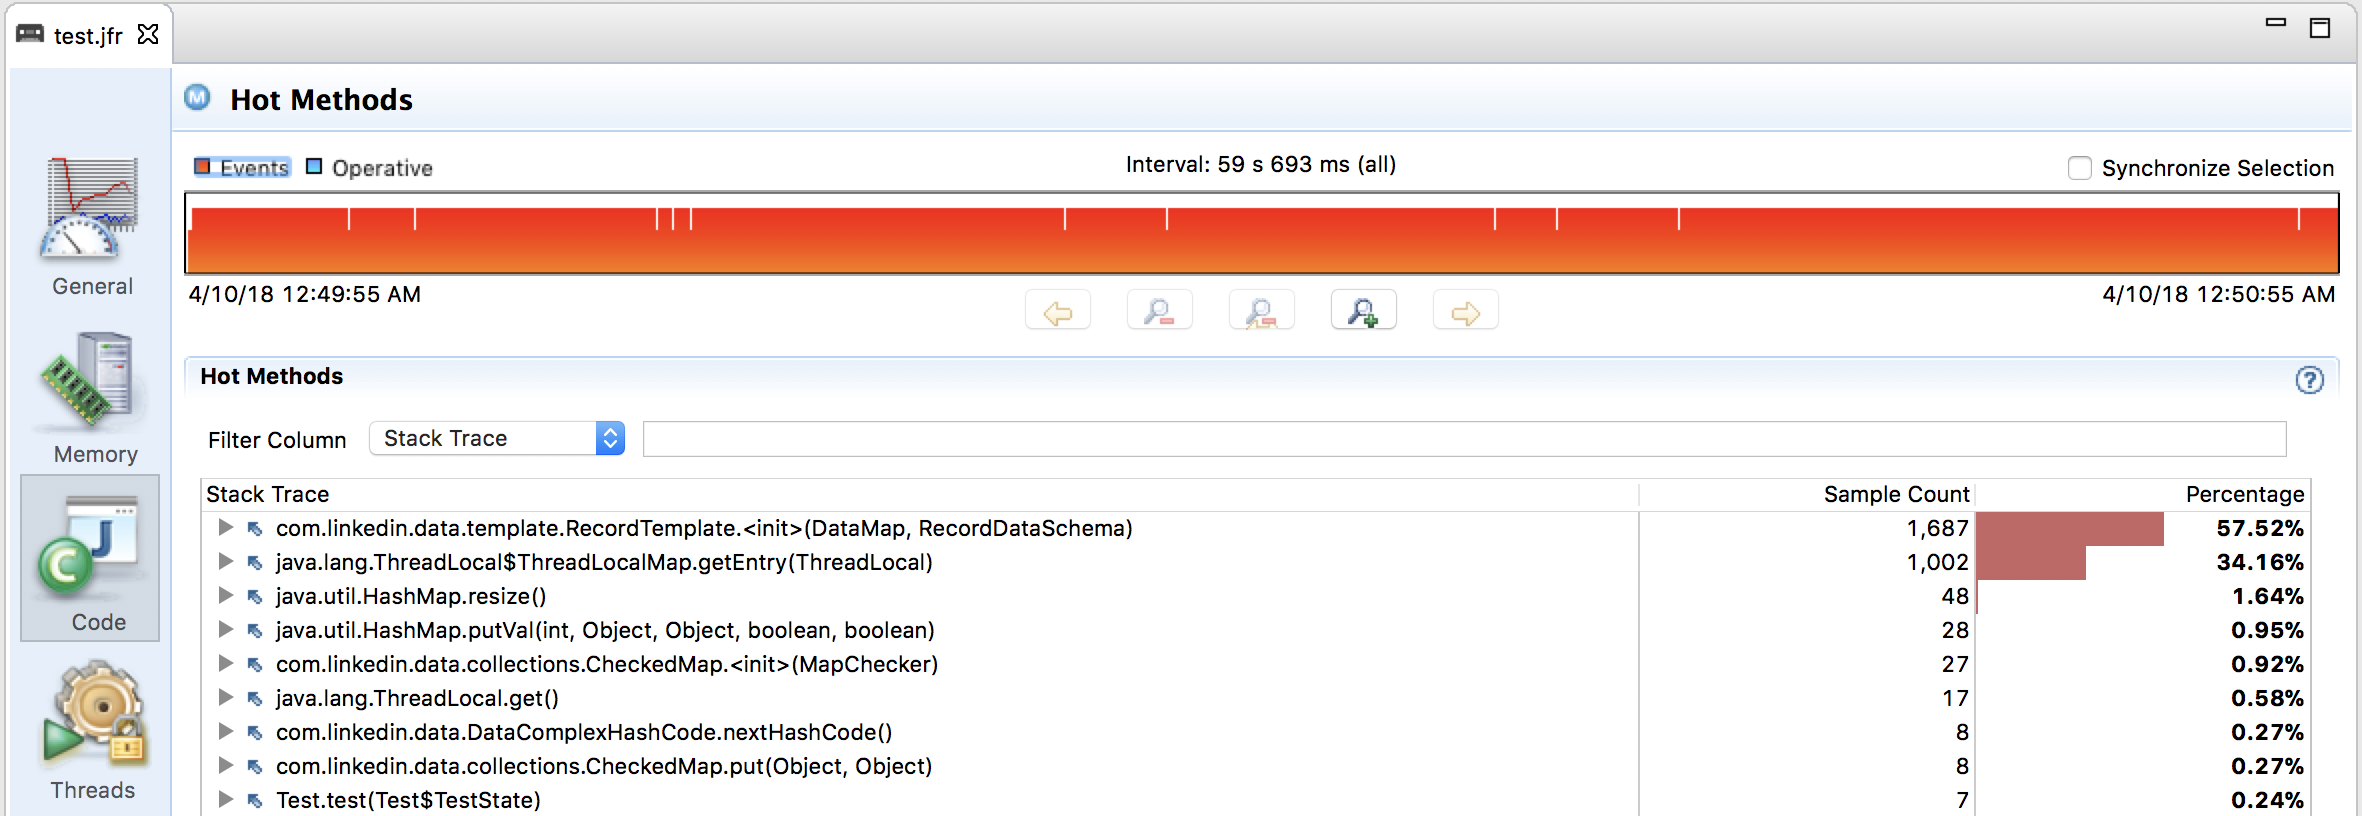 test.jfr
Hot Methods
Events Operative Interval: 59 s 693 ms (all) Synchronize Selection
4/10/18 12:49:55 AM 4/10/18 12:50:55 AM
General
Memory
Code
Threads
Hot Methods
Filter Column Stack Trace
Stack Trace Sample Count Percentage
com.linkedin.data.template.RecordTemplate.<init>(DataMap, RecordDataSchema) 1,687 57.52%
java.lang.ThreadLocal$ThreadLocalMap.getEntry(ThreadLocal) 1,002 34.16%
java.util.HashMap.resize() 48 1.64%
java.util.HashMap.putVal(int, Object, Object, boolean, boolean) 28 0.95%
com.linkedin.data.collections.CheckedMap.<init>(MapChecker) 27 0.92%
java.lang.ThreadLocal.get() 17 0.58%
com.linkedin.data.DataComplexHashCode.nextHashCode() 8 0.27%
com.linkedin.data.collections.CheckedMap.put(Object, Object) 8 0.27%
Test.test(Test$TestState) 7 0.24%